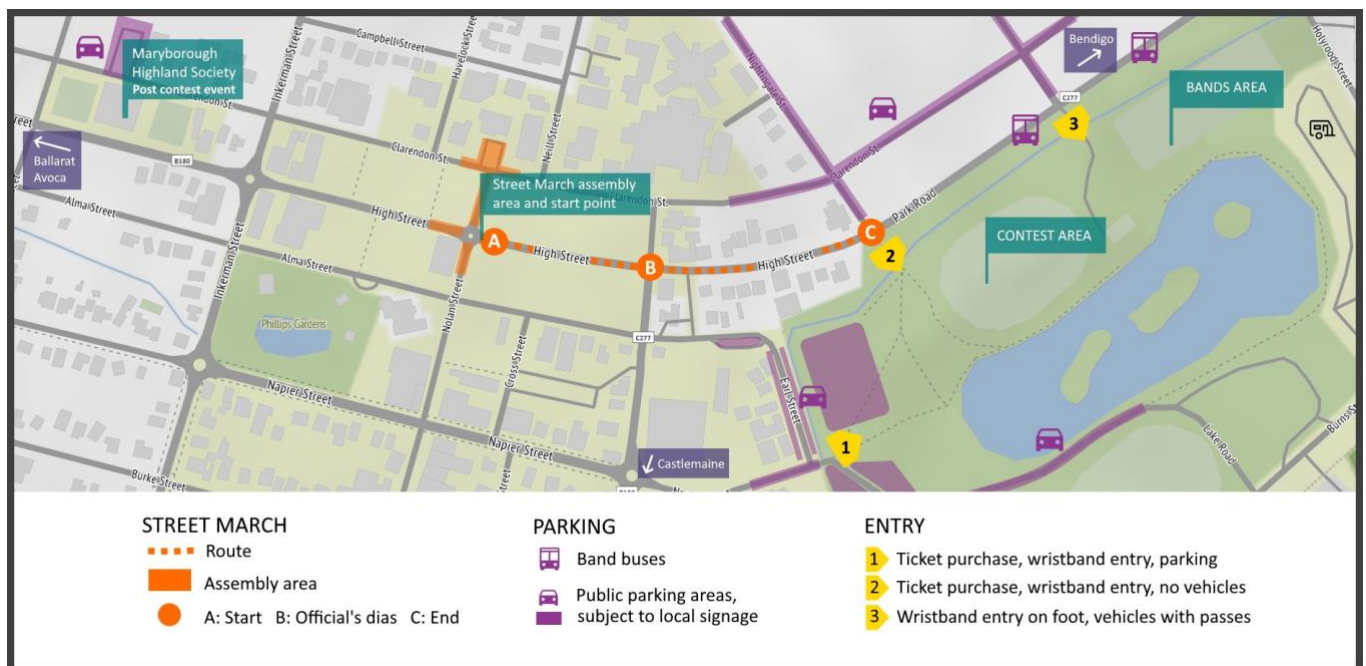 Campbell Street
Havelock Street
Inkerman Street
Nightingale St.
Holyrood Street
Bendigo
Maryborough
Highland Society
Post contest event
Clarendon St.
BANDS AREA
C277
3
Ballarat
Avoca
B180
Clarendon St.
Neill Street
Clarendon St.
Street March assembly
area and start point
Clarendon St.
Alma Street
High Street
A
High Street
B
High Street
C
Park Road
2
CONTEST AREA
Inkerman Street
Alma Street
Nolan Street
Phillips Gardens
C277
Cross Street
Earl Street
Napier Street
Napier Street
1
Lake Road
Castlemaine
Burke Street
STREET MARCH
Route
Assembly area
A: Start B: Official's dias C: End
PARKING
Band buses
Public parking areas,
subject to local signage
ENTRY
1 Ticket purchase, wristband entry, parking
2 Ticket purchase, wristband entry, no vehicles
3 Wristband entry on foot, vehicles with passes